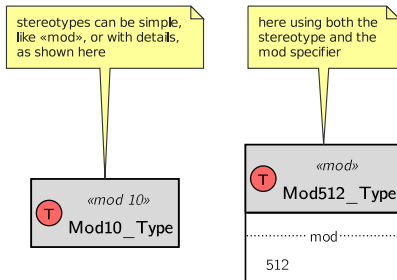 stereotypes can be simple,
like «mod», or with details,
as shown here
here using both the
stereotype and the
mod specifier
«mod 10»
T
Mod10_Type
«mod»
T
Mod512_Type
mod
512